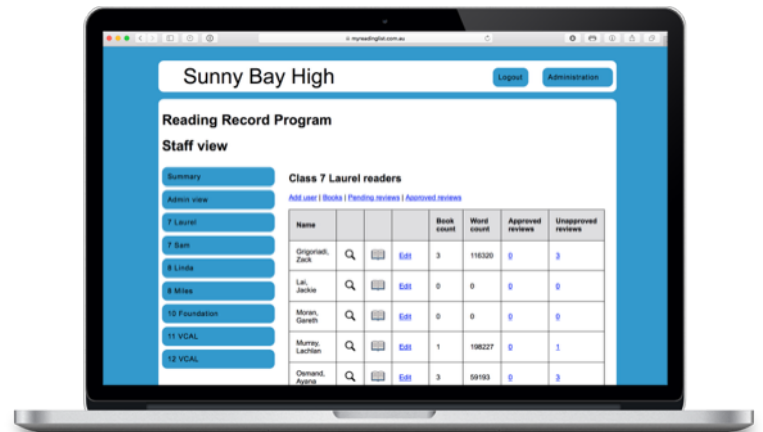 myreadinglist.com.au
Sunny Bay High
Logout
Administration
Reading Record Program
Staff view
Summary
Admin view
7 Laurel
7 Sam
8 Linda
8 Miles
10 Foundation
11 VCAL
12 VCAL
Class 7 Laurel readers
Add user | Books | Pending reviews | Approved reviews
Name Book count Word count Approved reviews Unapproved reviews
Grigoriadi, Zack Edit 3 116320 0 3
Lai, Jackie Edit 0 0 0 0
Moran, Gareth Edit 0 0 0 0
Murray, Lachlan Edit 1 198227 0 1
Osmand, Ayana Edit 3 59193 0 3